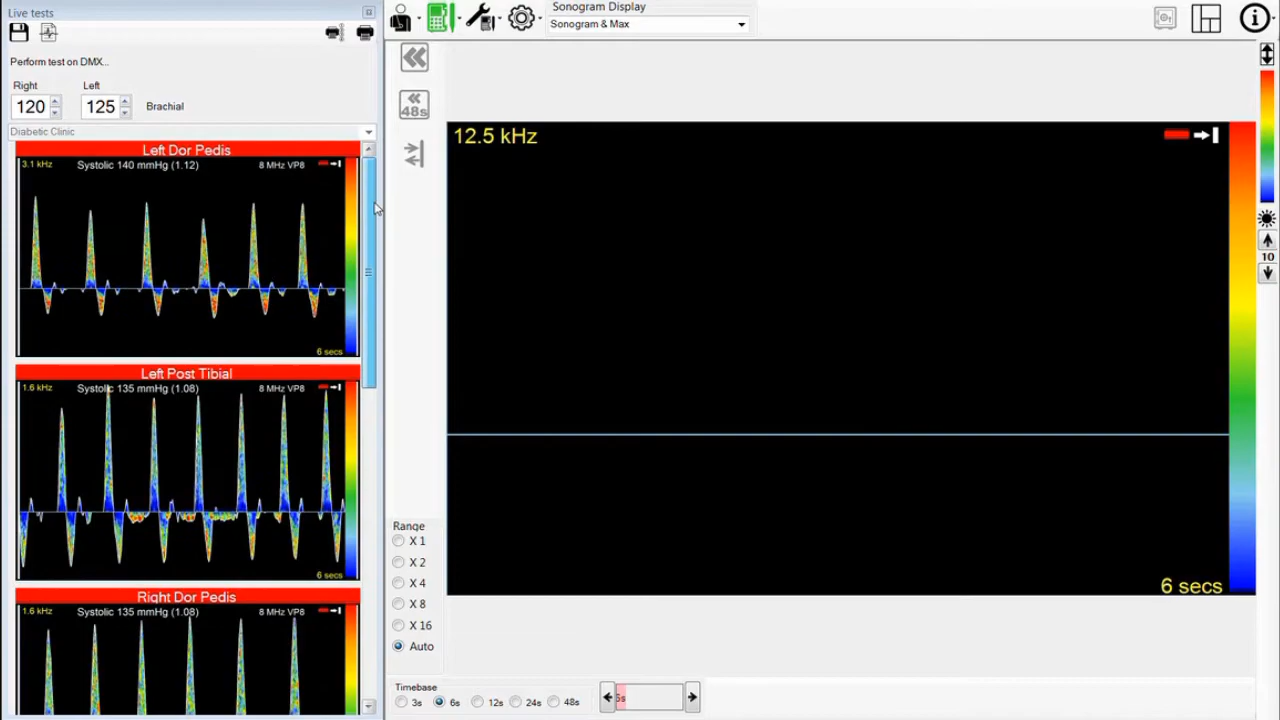 Live tests
Perform test on DMX...
Right Left
120 125 Brachial
Diabetic Clinic
Left Dor Pedis
3.1 kHz Systolic 140 mmHg (1.12) 8 MHz VP8
6 secs
Left Post Tibial
1.6 kHz Systolic 135 mmHg (1.08) 8 MHz VP8
6 secs
Right Dor Pedis
1.6 kHz Systolic 135 mmHg (1.08) 8 MHz VP8
Sonogram Display
Sonogram & Max
48s
12.5 kHz
6 secs
10
Range
X 1
X 2
X 4
X 8
X 16
Auto
Timebase
3s 6s 12s 24s 48s
6s